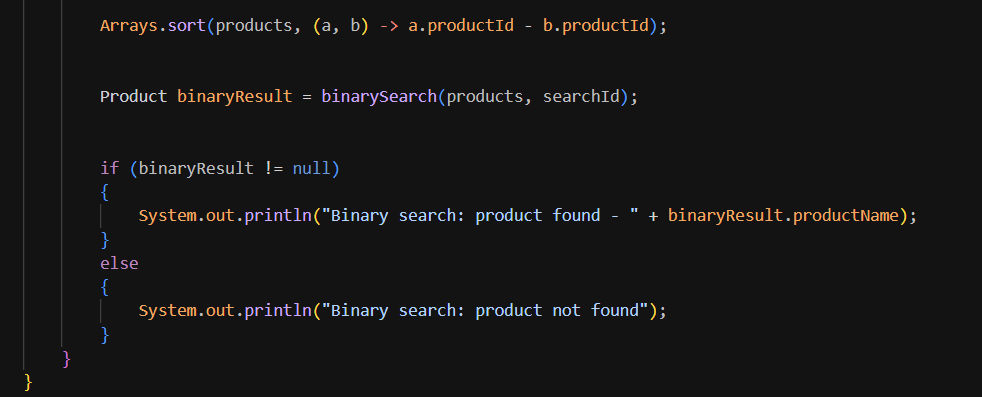 Arrays.sort(products, (a, b) -> a.productId - b.productId);
Product binaryResult = binarySearch(products, searchId);
if (binaryResult != null)
{
System.out.println("Binary search: product found - " + binaryResult.productName);
}
else
{
System.out.println("Binary search: product not found");
}
}
}